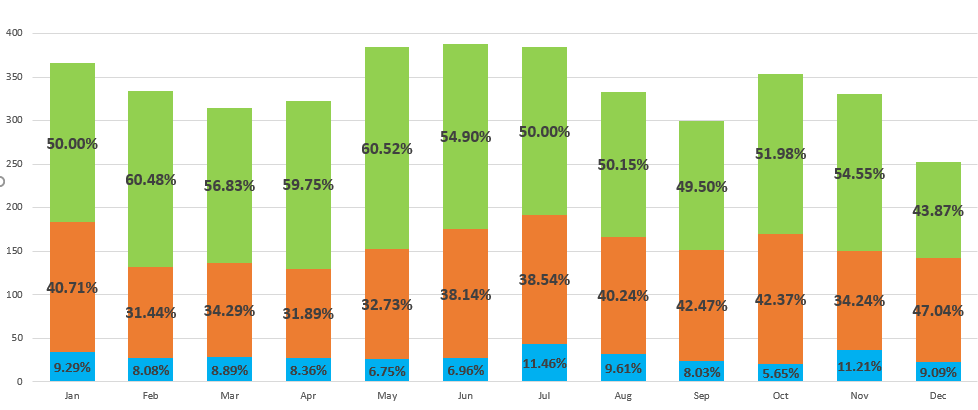 400
350
300
250
200
150
100
50
0
50.00% 60.48% 56.83% 59.75% 60.52% 54.90% 50.00% 50.15% 49.50% 51.98% 54.55% 43.87%
40.71% 31.44% 34.29% 31.89% 32.73% 38.14% 38.54% 40.24% 42.47% 42.37% 34.24% 47.04%
9.29% 8.08% 8.89% 8.36% 6.75% 6.96% 11.46% 9.61% 8.03% 5.65% 11.21% 9.09%
Jan Feb Mar Apr May Jun Jul Aug Sep Oct Nov Dec